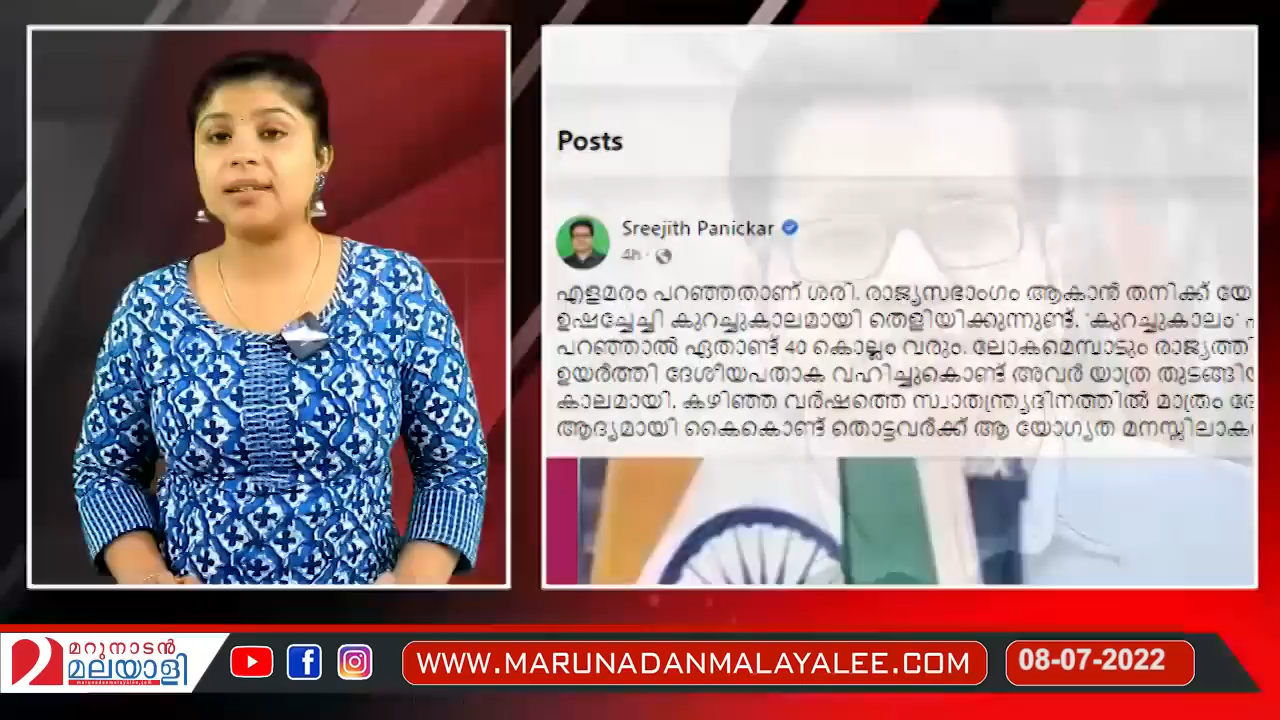 Posts
Sreejith Panickar
4h
എളമരം പറഞ്ഞതാണ് ശരി. രാജ്യസഭാംഗം ആകാൻ തനിക്ക് യോ
ഉഷച്ചേച്ചി കുറച്ചുകാലമായി തെളിയിക്കുന്നുണ്ട്. 'കുറച്ചുകാലം'
പറഞ്ഞാൽ ഏതാണ്ട് 40 കൊല്ലം വരും. ലോകമെമ്പാടും രാജ്യത്തി
ഉയർത്തി ദേശീയപതാക വഹിച്ചുകൊണ്ട് അവർ യാത്ര തുടങ്ങിയ
കാലമായി. കഴിഞ്ഞ വർഷത്തെ സ്വാതന്ത്ര്യദിനത്തിൽ മാത്രം ദേ
ആദ്യമായി കൈകൊണ്ട് തൊട്ടവർക്ക് ആ യോഗ്യത മനസ്സിലാക
മറുനാടൻ
മലയാളി
marunadanmalayalee.com
WWW.MARUNADANMALAYALEE.COM
08-07-2022